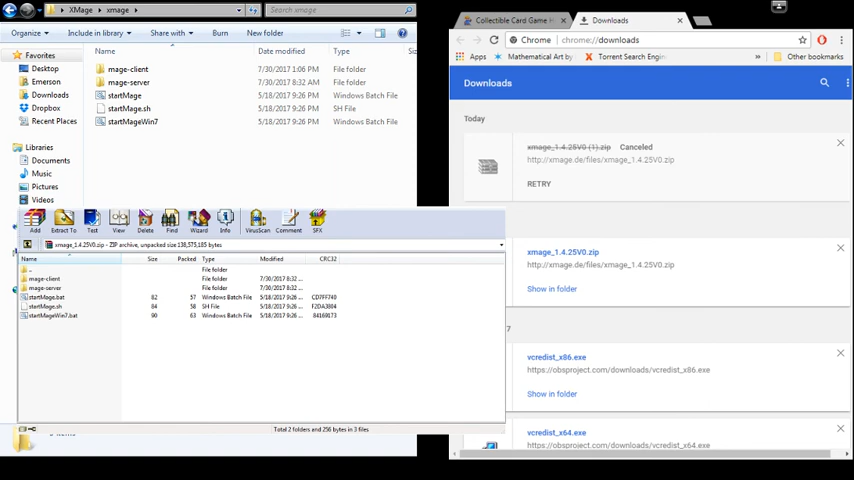 XMage ▸ xmage ▸
Search xmage
Organize ▾ Include in library ▾ Share with ▾ Burn New folder
Favorites
Desktop
Emerson
Downloads
Dropbox
Recent Places
Libraries
Documents
Music
Pictures
Videos
Name Date modified Type
mage-client 7/30/2017 1:06 PM File folder
mage-server 7/30/2017 8:32 AM File folder
startMage 5/18/2017 9:26 PM Windows Batch File
startMage.sh 5/18/2017 9:26 PM SH File
startMageWin7 5/18/2017 9:26 PM Windows Batch File
Add Extract To Test View Delete Find Wizard Info VirusScan Comment SFX
xmage_1.4.25V0.zip - ZIP archive, unpacked size 138,575,185 bytes
Name Size Packed Type Modified CRC32
.. File folder
mage-client File folder 7/30/2017 8:32 ...
mage-server File folder 7/30/2017 8:32 ...
startMage.bat 82 57 Windows Batch File 5/18/2017 9:26 ... CD7FF740
startMage.sh 84 58 SH File 5/18/2017 9:26 ... F2DA3804
startMageWin7.bat 90 63 Windows Batch File 5/18/2017 9:26 ... 84169173
Total 2 folders and 256 bytes in 3 files
Collectible Card Game H
Downloads
Chrome chrome://downloads
Apps Mathematical Art by Torrent Search Engin » Other bookmarks
Downloads
Today
xmage_1.4.25V0 (1).zip Canceled
http://xmage.de/files/xmage_1.4.25V0.zip
RETRY
xmage_1.4.25V0.zip
http://xmage.de/files/xmage_1.4.25V0.zip
Show in folder
7
vcredist_x86.exe
https://obsproject.com/downloads/vcredist_x86.exe
Show in folder
vcredist_x64.exe
https://obsproject.com/downloads/vcredist_x64.exe